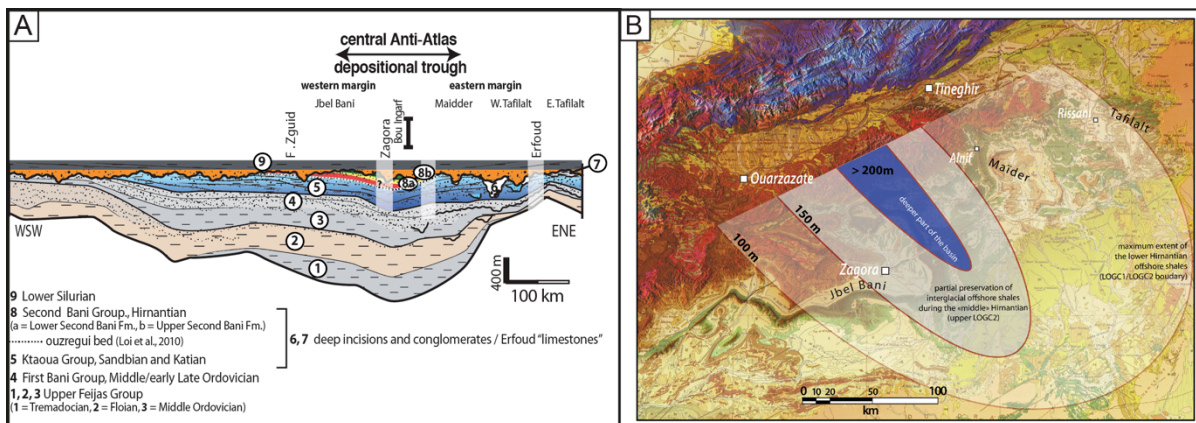 A
central Anti-Atlas
depositional trough
western margin
eastern margin
Jbel Bani
Maidder
W.Tafilalt
E.Tafilalt
F. Zguid
Zagora
Bou Ingarf
Erfoud
9
8b
7
8a
5
4
3
2
1
?
6
WSW
ENE
400 m
100 km
9 Lower Silurian
8 Second Bani Group., Hirnantian
(a = Lower Second Bani Fm., b = Upper Second Bani Fm.)
ouzregui bed (Loi et al., 2010)
6,7 deep incisions and conglomerates / Erfoud "limestones"
5 Ktaoua Group, Sandbian and Katian
4 First Bani Group, Middle/early Late Ordovician
1, 2, 3 Upper Feijas Group
(1 = Tremadocian, 2 = Floian, 3 = Middle Ordovician)
B
Tineghir
Rissani
Tafilalt
Alnif
Maïder
Ouarzazate
> 200m
deeper part of the basin
150 m
100 m
Zagora
Jbel Bani
maximum extent of
the lower Hirnantian
offshore shales
(LOGC1/LOGC2 boudary)
partial preservation of
interglacial offshore shales
during the «middle» Hirnantian
(upper LOGC2)
0 10 20 50 100
km